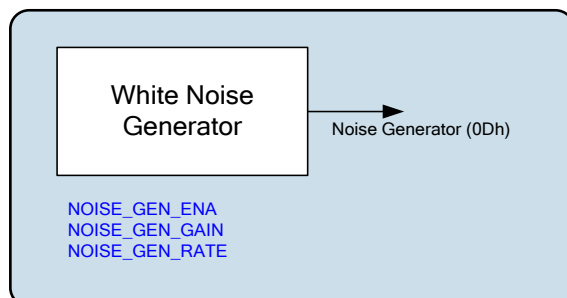 White Noise
Generator
Noise Generator (0Dh)
NOISE_GEN_ENA
NOISE_GEN_GAIN
NOISE_GEN_RATE